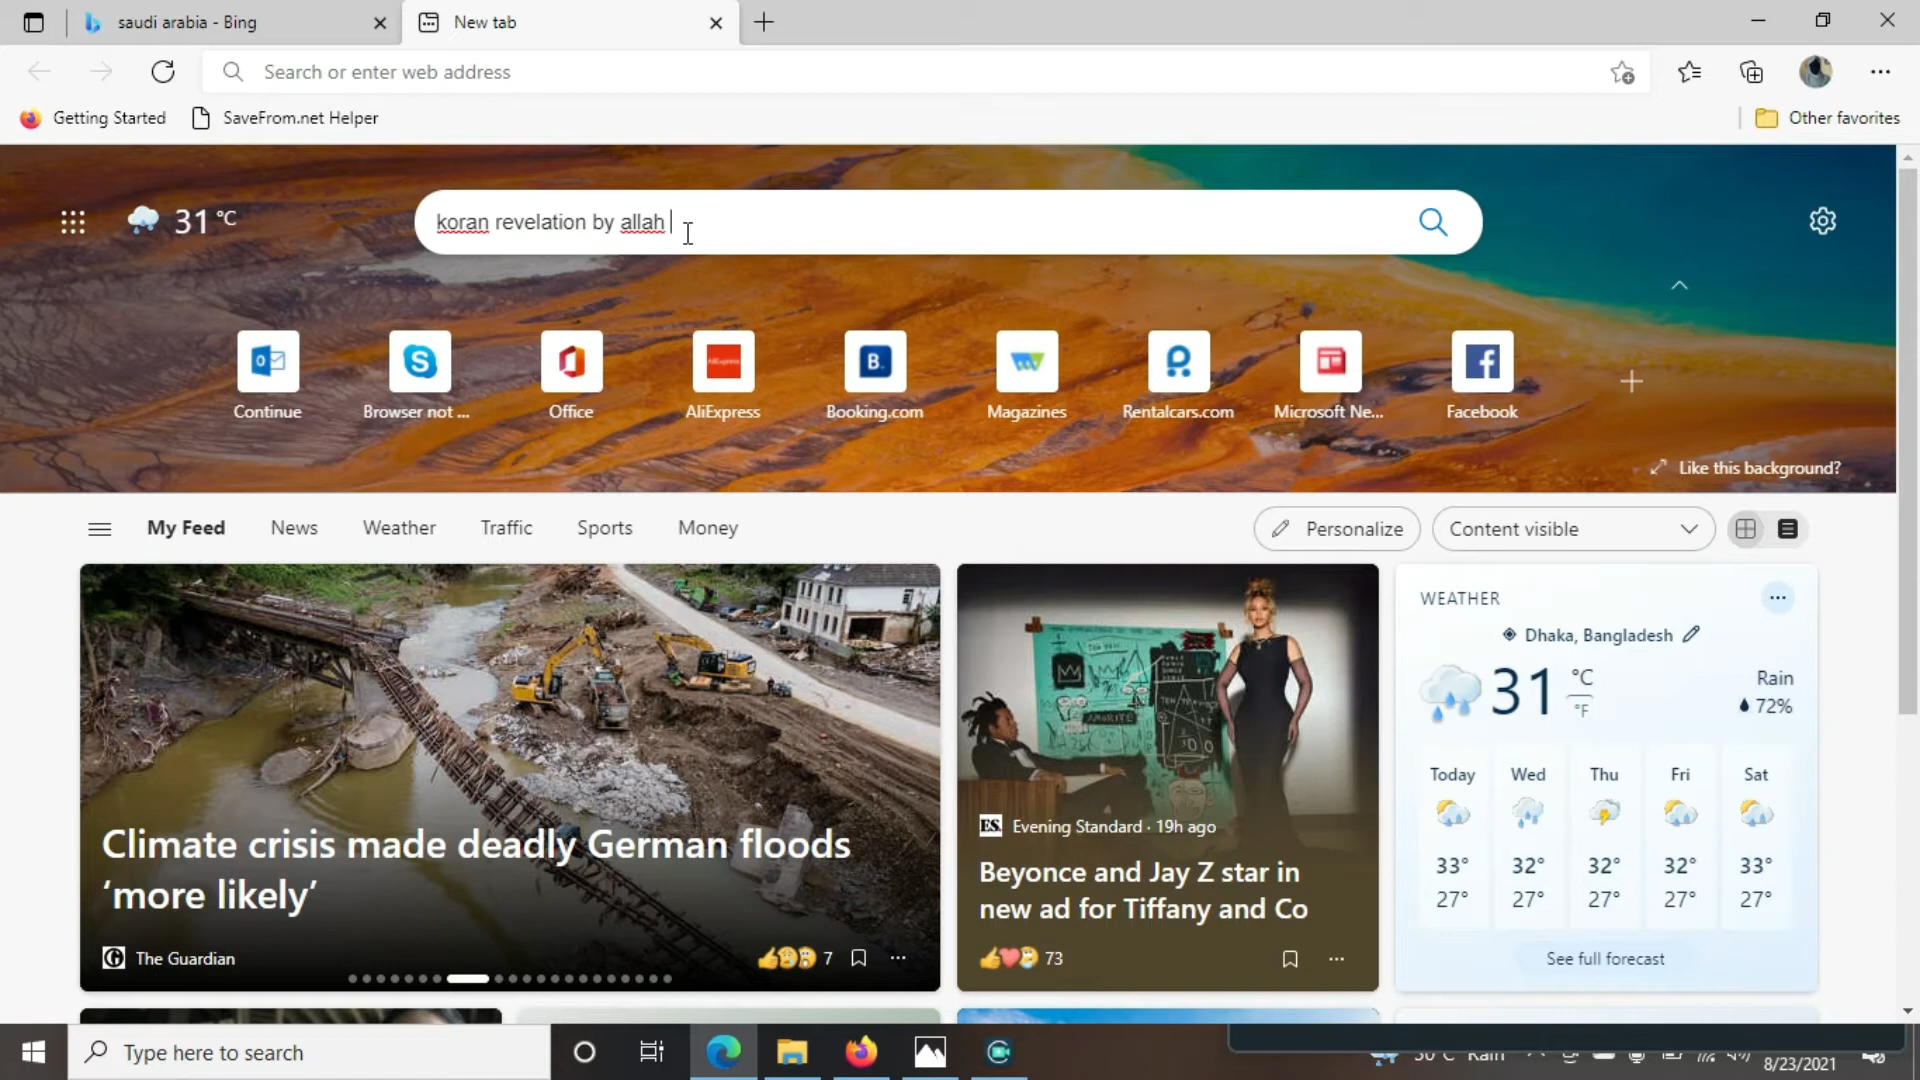 saudi arabia - Bing
New tab
Search or enter web address
Getting Started
SaveFrom.net Helper
Other favorites
31 °C
koran revelation by allah
Continue
Browser not ...
Office
AliExpress
Booking.com
Magazines
Rentalcars.com
Microsoft Ne...
Facebook
Like this background?
My Feed
News
Weather
Traffic
Sports
Money
Personalize
Content visible
Climate crisis made deadly German floods
‘more likely’
The Guardian
7
ES
Evening Standard · 19h ago
Beyonce and Jay Z star in
new ad for Tiffany and Co
73
WEATHER
Dhaka, Bangladesh
31 °C
°F
Rain
72%
Today Wed Thu Fri Sat
33° 32° 32° 32° 33°
27° 27° 27° 27° 27°
See full forecast
Type here to search
30°C Rain
8/23/2021